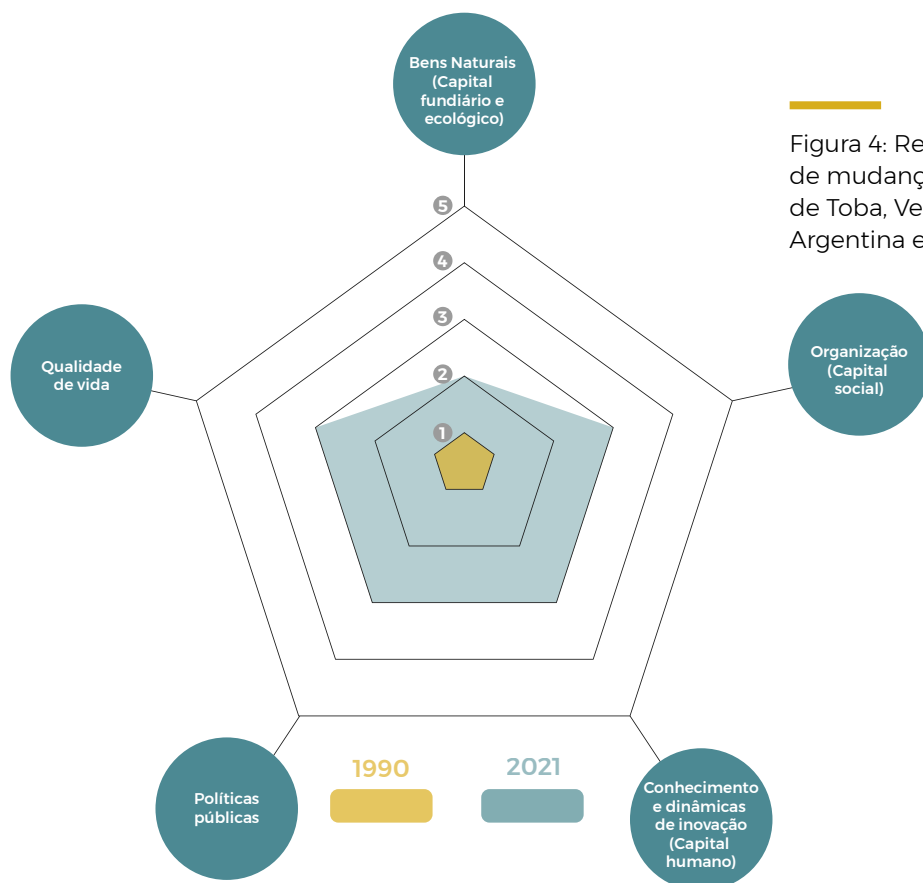 Bens Naturais
(Capital
fundiário e
ecológico)
Figura 4: Re
de mudanç
de Toba, Ve
Argentina e
5
4
3
2
1
Qualidade
de vida
Organização
(Capital
social)
1990
2021
Políticas
públicas
Conhecimento
e dinâmicas
de inovação
(Capital
humano)